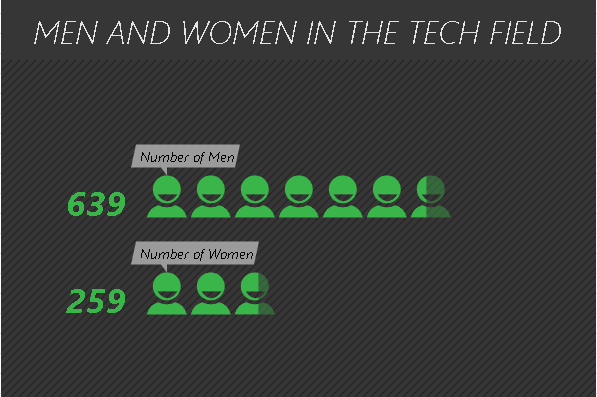 MEN AND WOMEN IN THE TECH FIELD
Number of Men
639
Number of Women
259